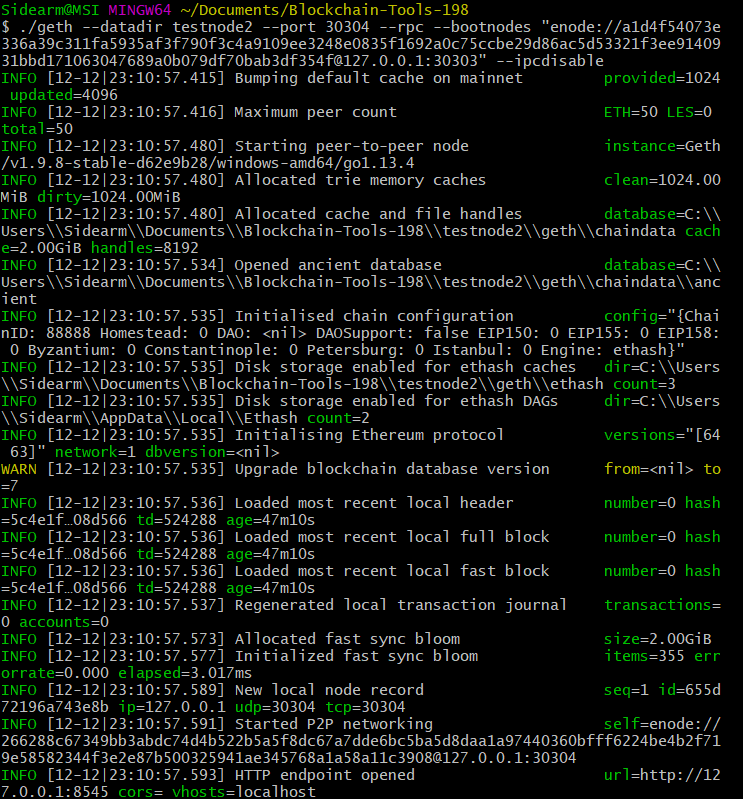 Sidearm@MSI MINGW64 ~/Documents/Blockchain-Tools-198
$ ./geth --datadir testnode2 --port 30304 --rpc --bootnodes "enode://a1d4f54073e
336a39c311fa5935af3f790f3c4a9109ee3248e0835f1692a0c75ccbe29d86ac5d53321f3ee91409
31bbd171063047689a0b079df70bab3df354f@127.0.0.1:30303" --ipcdisable
INFO [12-12|23:10:57.415] Bumping default cache on mainnet         provided=1024
 updated=4096
INFO [12-12|23:10:57.416] Maximum peer count                       ETH=50 LES=0
total=50
INFO [12-12|23:10:57.480] Starting peer-to-peer node               instance=Geth
/v1.9.8-stable-d62e9b28/windows-amd64/go1.13.4
INFO [12-12|23:10:57.480] Allocated trie memory caches             clean=1024.00
MiB dirty=1024.00MiB
INFO [12-12|23:10:57.480] Allocated cache and file handles         database=C:\\
Users\\Sidearm\\Documents\\Blockchain-Tools-198\\testnode2\\geth\\chaindata cach
e=2.00GiB handles=8192
INFO [12-12|23:10:57.534] Opened ancient database                  database=C:\\
Users\\Sidearm\\Documents\\Blockchain-Tools-198\\testnode2\\geth\\chaindata\\anc
ient
INFO [12-12|23:10:57.535] Initialised chain configuration          config="{Chai
nID: 88888 Homestead: 0 DAO: <nil> DAOSupport: false EIP150: 0 EIP155: 0 EIP158:
 0 Byzantium: 0 Constantinople: 0 Petersburg: 0 Istanbul: 0 Engine: ethash}"
INFO [12-12|23:10:57.535] Disk storage enabled for ethash caches   dir=C:\\Users
\\Sidearm\\Documents\\Blockchain-Tools-198\\testnode2\\geth\\ethash count=3
INFO [12-12|23:10:57.535] Disk storage enabled for ethash DAGs     dir=C:\\Users
\\Sidearm\\AppData\\Local\\Ethash count=2
INFO [12-12|23:10:57.535] Initialising Ethereum protocol           versions="[64
 63]" network=1 dbversion=<nil>
WARN [12-12|23:10:57.535] Upgrade blockchain database version      from=<nil> to
=7
INFO [12-12|23:10:57.536] Loaded most recent local header          number=0 hash
=5c4e1f…08d566 td=524288 age=47m10s
INFO [12-12|23:10:57.536] Loaded most recent local full block      number=0 hash
=5c4e1f…08d566 td=524288 age=47m10s
INFO [12-12|23:10:57.536] Loaded most recent local fast block      number=0 hash
=5c4e1f…08d566 td=524288 age=47m10s
INFO [12-12|23:10:57.537] Regenerated local transaction journal    transactions=
0 accounts=0
INFO [12-12|23:10:57.573] Allocated fast sync bloom                size=2.00GiB
INFO [12-12|23:10:57.577] Initialized fast sync bloom              items=355 err
orrate=0.000 elapsed=3.017ms
INFO [12-12|23:10:57.589] New local node record                    seq=1 id=655d
72196a743e8b ip=127.0.0.1 udp=30304 tcp=30304
INFO [12-12|23:10:57.591] Started P2P networking                   self=enode://
266288c67349bb3abdc74d4b522b5a5f8dc67a7dde6bc5ba5d8daa1a97440360bfff6224be4b2f71
9e58582344f3e2e87b500325941ae345768a1a58a11c3908@127.0.0.1:30304
INFO [12-12|23:10:57.593] HTTP endpoint opened                     url=http://12
7.0.0.1:8545 cors= vhosts=localhost